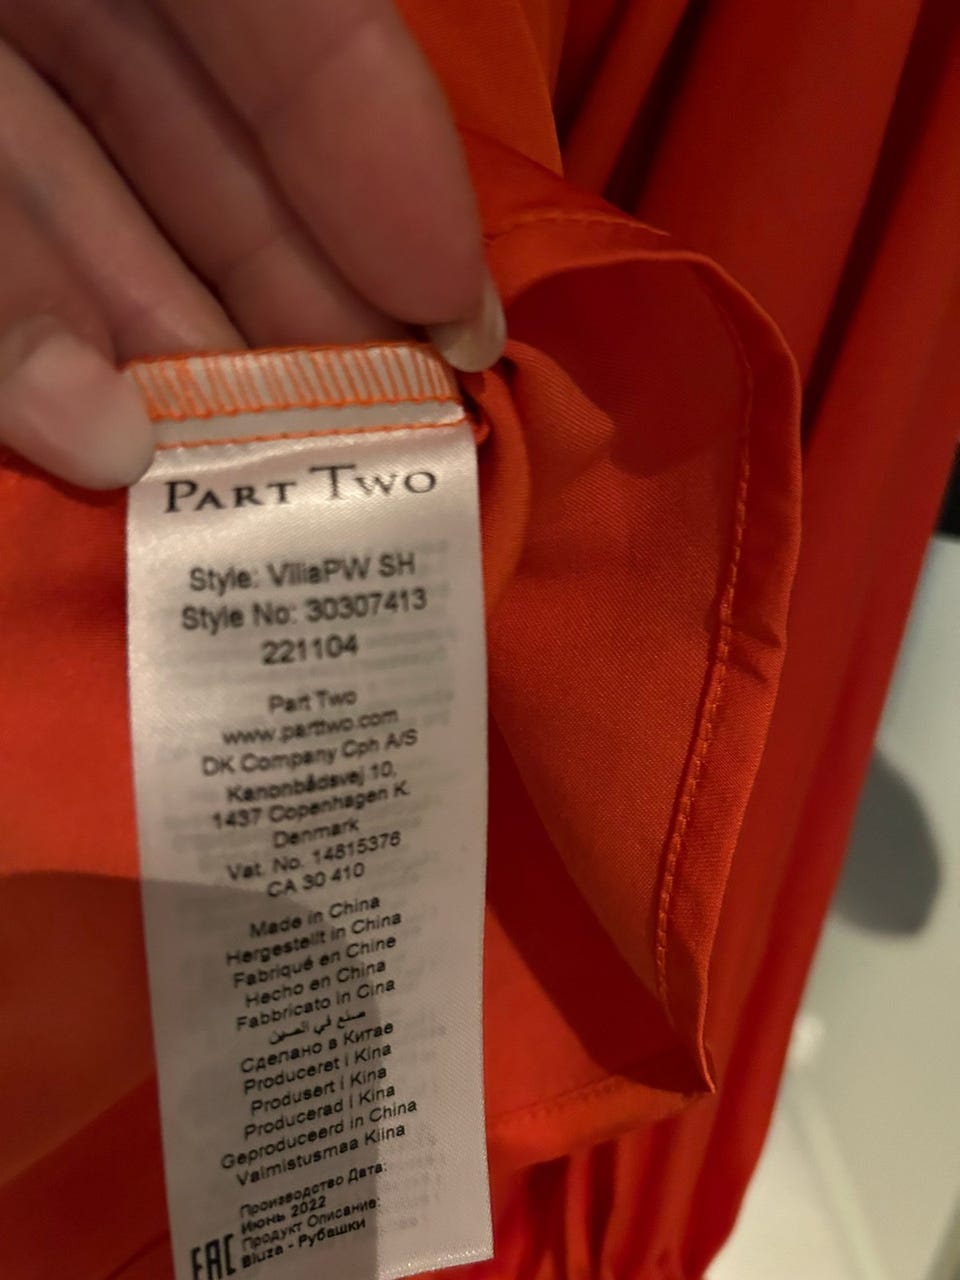 PART TWO
Style: ViliaPW SH
Style No: 30307413
221104
Part Two
www.parttwo.com
DK Company Cph A/S
Kanonbådsvej 10,
1437 Copenhagen K.
Denmark
Vat. No. 14815376
CA 30 410
Made in China
Hergestellt in China
Fabriqué en Chine
Hecho en China
Fabbricato in Cina
صنع في الصين
Сделано в Китае
Produceret i Kina
Produsert i Kina
Producerad i Kina
Geproduceerd in China
Valmistusmaa Kiina
Производство Дата:
Июнь 2022
Продукт Описание:
Bluza - Рубашки
EAC